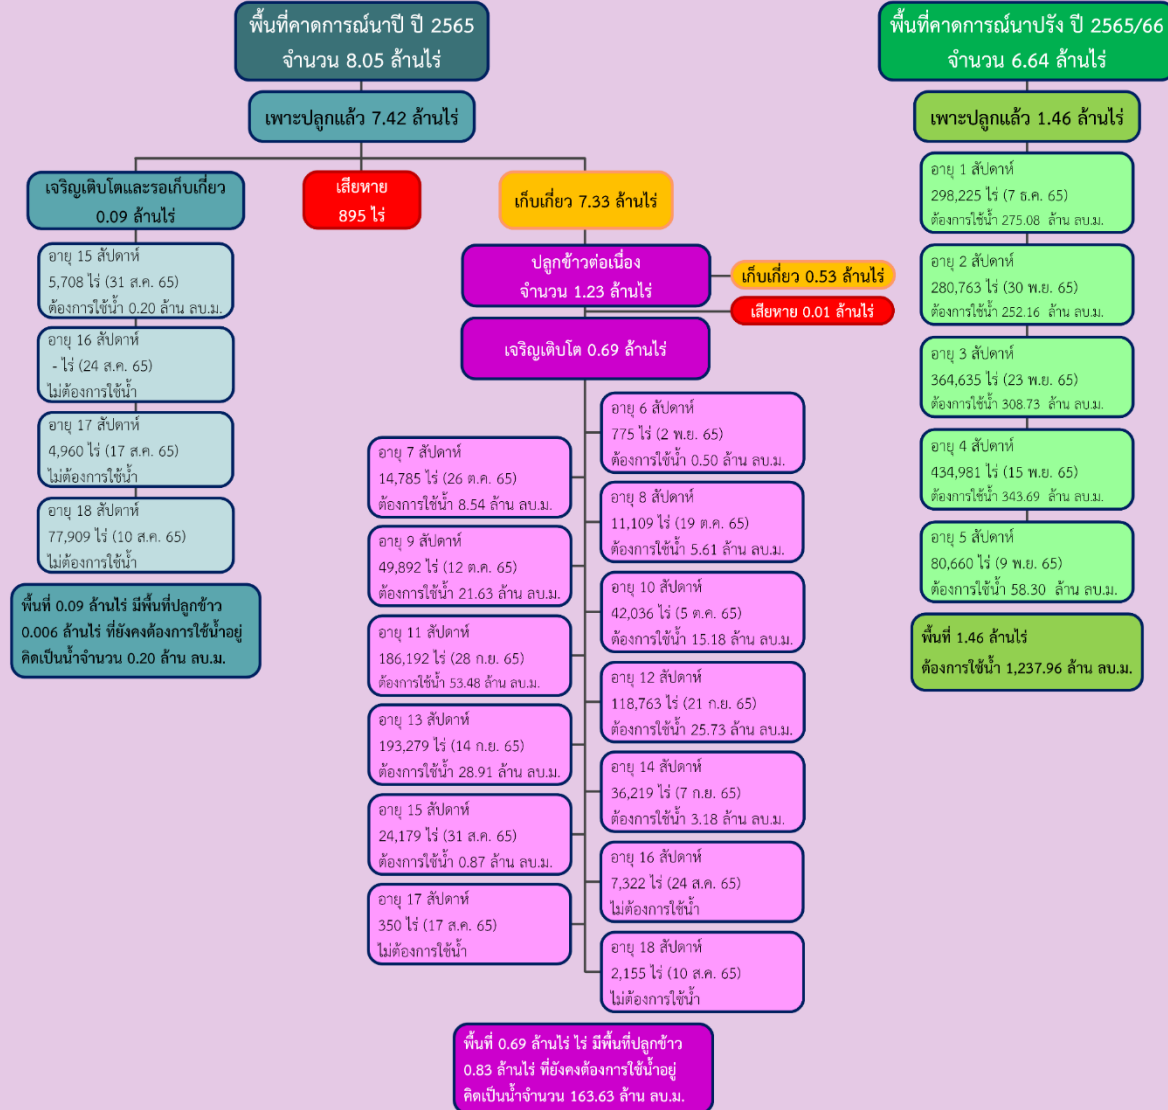 พื้นที่คาดการณ์นาปี ปี 2565
จำนวน 8.05 ล้านไร่
เพาะปลูกแล้ว 7.42 ล้านไร่
เจริญเติบโตและรอเก็บเกี่ยว
0.09 ล้านไร่
อายุ 15 สัปดาห์
5,708 ไร่ (31 ส.ค. 65)
ต้องการใช้น้ำ 0.20 ล้าน ลบ.ม.
อายุ 16 สัปดาห์
- ไร่ (24 ส.ค. 65)
ไม่ต้องการใช้น้ำ
อายุ 17 สัปดาห์
4,960 ไร่ (17 ส.ค. 65)
ไม่ต้องการใช้น้ำ
อายุ 18 สัปดาห์
77,909 ไร่ (10 ส.ค. 65)
ไม่ต้องการใช้น้ำ
พื้นที่ 0.09 ล้านไร่ มีพื้นที่ปลูกข้าว
0.006 ล้านไร่ ที่ยังคงต้องการใช้น้ำอยู่
คิดเป็นน้ำจำนวน 0.20 ล้าน ลบ.ม.
เสียหาย
895 ไร่
เก็บเกี่ยว 7.33 ล้านไร่
ปลูกข้าวต่อเนื่อง
จำนวน 1.23 ล้านไร่
เก็บเกี่ยว 0.53 ล้านไร่
เสียหาย 0.01 ล้านไร่
เจริญเติบโต 0.69 ล้านไร่
อายุ 6 สัปดาห์
775 ไร่ (2 พ.ย. 65)
ต้องการใช้น้ำ 0.50 ล้าน ลบ.ม.
อายุ 7 สัปดาห์
14,785 ไร่ (26 ต.ค. 65)
ต้องการใช้น้ำ 8.54 ล้าน ลบ.ม.
อายุ 8 สัปดาห์
11,109 ไร่ (19 ต.ค. 65)
ต้องการใช้น้ำ 5.61 ล้าน ลบ.ม.
อายุ 9 สัปดาห์
49,892 ไร่ (12 ต.ค. 65)
ต้องการใช้น้ำ 21.63 ล้าน ลบ.ม.
อายุ 10 สัปดาห์
42,036 ไร่ (5 ต.ค. 65)
ต้องการใช้น้ำ 15.18 ล้าน ลบ.ม.
อายุ 11 สัปดาห์
186,192 ไร่ (28 ก.ย. 65)
ต้องการใช้น้ำ 53.48 ล้าน ลบ.ม.
อายุ 12 สัปดาห์
118,763 ไร่ (21 ก.ย. 65)
ต้องการใช้น้ำ 25.73 ล้าน ลบ.ม.
อายุ 13 สัปดาห์
193,279 ไร่ (14 ก.ย. 65)
ต้องการใช้น้ำ 28.91 ล้าน ลบ.ม.
อายุ 14 สัปดาห์
36,219 ไร่ (7 ก.ย. 65)
ต้องการใช้น้ำ 3.18 ล้าน ลบ.ม.
อายุ 15 สัปดาห์
24,179 ไร่ (31 ส.ค. 65)
ต้องการใช้น้ำ 0.87 ล้าน ลบ.ม.
อายุ 16 สัปดาห์
7,322 ไร่ (24 ส.ค. 65)
ไม่ต้องการใช้น้ำ
อายุ 17 สัปดาห์
350 ไร่ (17 ส.ค. 65)
ไม่ต้องการใช้น้ำ
อายุ 18 สัปดาห์
2,155 ไร่ (10 ส.ค. 65)
ไม่ต้องการใช้น้ำ
พื้นที่ 0.69 ล้านไร่ ไร่ มีพื้นที่ปลูกข้าว
0.83 ล้านไร่ ที่ยังคงต้องการใช้น้ำอยู่
คิดเป็นน้ำจำนวน 163.63 ล้าน ลบ.ม.
พื้นที่คาดการณ์นาปรัง ปี 2565/66
จำนวน 6.64 ล้านไร่
เพาะปลูกแล้ว 1.46 ล้านไร่
อายุ 1 สัปดาห์
298,225 ไร่ (7 ธ.ค. 65)
ต้องการใช้น้ำ 275.08 ล้าน ลบ.ม.
อายุ 2 สัปดาห์
280,763 ไร่ (30 พ.ย. 65)
ต้องการใช้น้ำ 252.16 ล้าน ลบ.ม.
อายุ 3 สัปดาห์
364,635 ไร่ (23 พ.ย. 65)
ต้องการใช้น้ำ 308.73 ล้าน ลบ.ม.
อายุ 4 สัปดาห์
434,981 ไร่ (15 พ.ย. 65)
ต้องการใช้น้ำ 343.69 ล้าน ลบ.ม.
อายุ 5 สัปดาห์
80,660 ไร่ (9 พ.ย. 65)
ต้องการใช้น้ำ 58.30 ล้าน ลบ.ม.
พื้นที่ 1.46 ล้านไร่
ต้องการใช้น้ำ 1,237.96 ล้าน ลบ.ม.